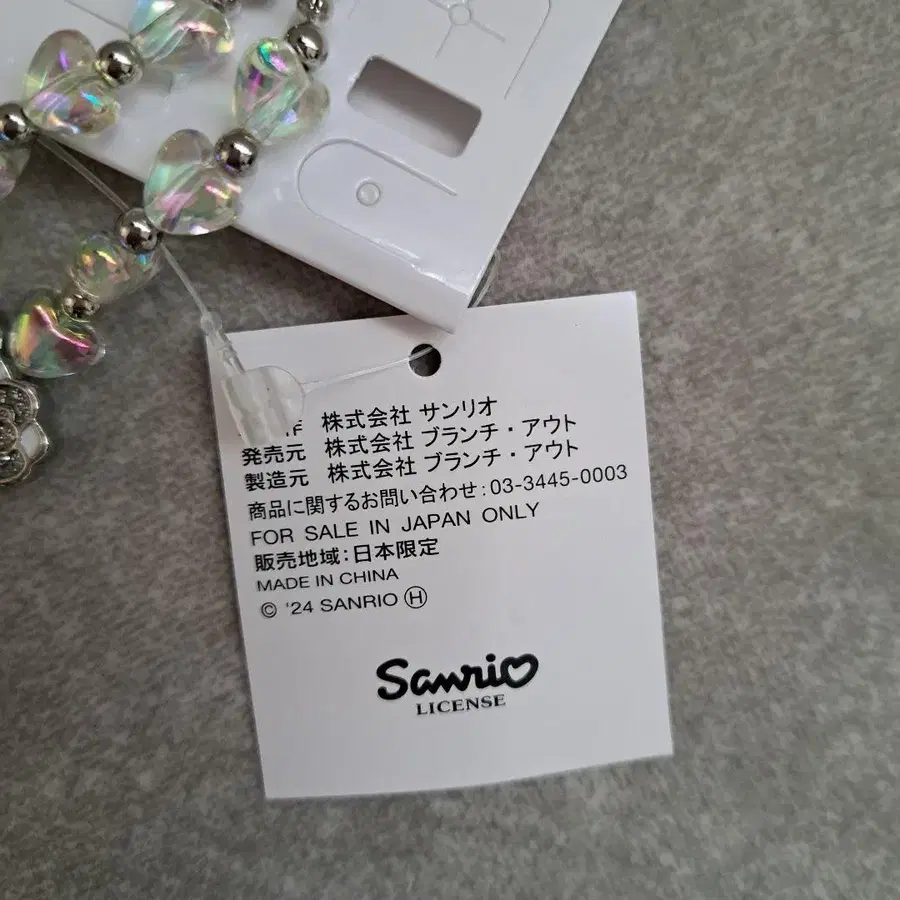 作 株式会社 サンリオ
発売元 株式会社 ブランチ・アウト
製造元 株式会社 ブランチ・アウト
商品に関するお問い合わせ:03-3445-0003
FOR SALE IN JAPAN ONLY
販売地域:日本限定
MADE IN CHINA
© '24 SANRIO Ⓗ
Sanrio
LICENSE